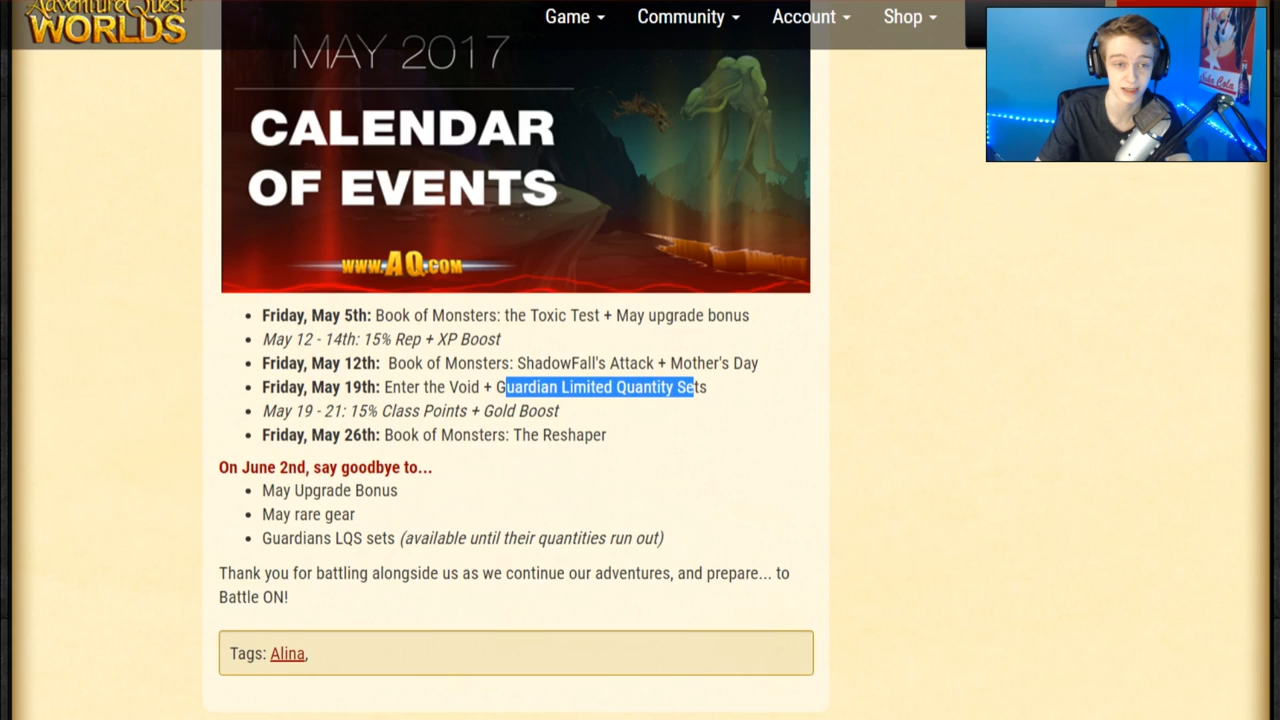 AdventureQuest
WORLDS
Game Community Account Shop
MAY 2017
CALENDAR
OF EVENTS
www.AQ.com
Nuka Cola
Friday, May 5th: Book of Monsters: the Toxic Test + May upgrade bonus
May 12 - 14th: 15% Rep + XP Boost
Friday, May 12th: Book of Monsters: ShadowFall's Attack + Mother's Day
Friday, May 19th: Enter the Void + Guardian Limited Quantity Sets
May 19 - 21: 15% Class Points + Gold Boost
Friday, May 26th: Book of Monsters: The Reshaper
On June 2nd, say goodbye to...
May Upgrade Bonus
May rare gear
Guardians LQS sets (available until their quantities run out)
Thank you for battling alongside us as we continue our adventures, and prepare... to
Battle ON!
Tags: Alina,